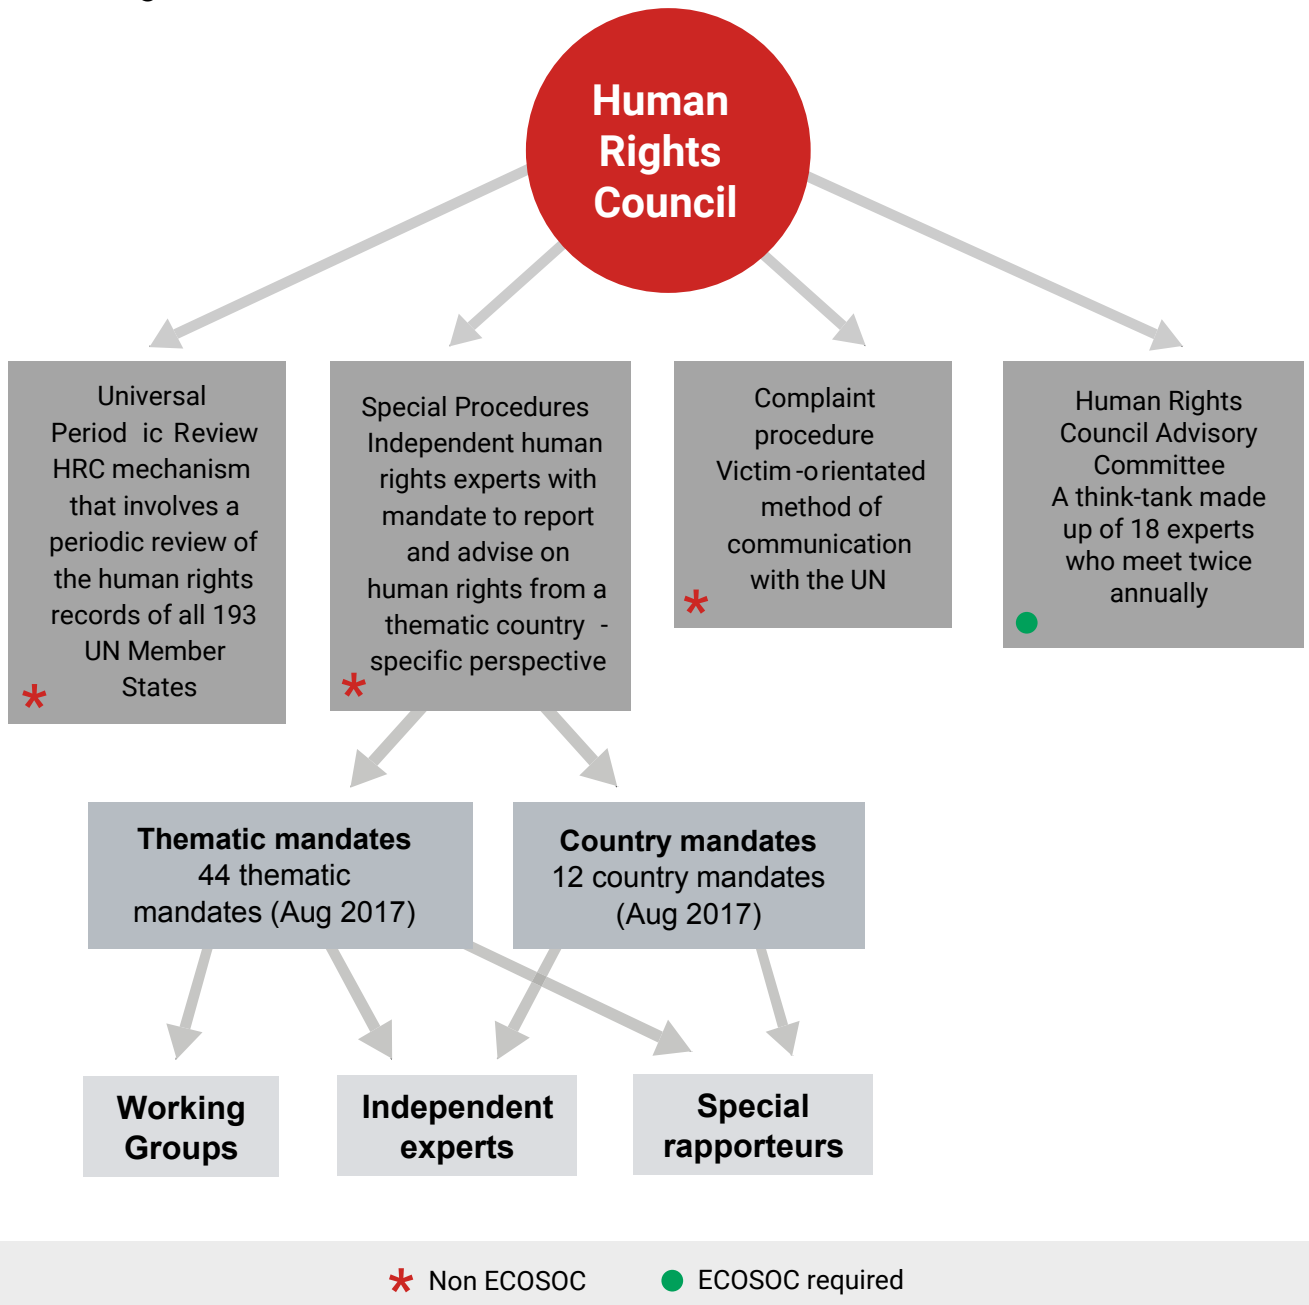 Human
Rights
Council
Universal
Period ic Review
HRC mechanism
that involves a
periodic review of
the human rights
records of all 193
UN Member
States
*
Special Procedures
Independent human
rights experts with
mandate to report
and advise on
human rights from a
thematic country -
specific perspective
*
Complaint
procedure
Victim -o rientated
method of
communication
with the UN
*
Human Rights
Council Advisory
Committee
A think-tank made
up of 18 experts
who meet twice
annually
Thematic mandates
44 thematic
mandates (Aug 2017)
Country mandates
12 country mandates
(Aug 2017)
Working
Groups
Independent
experts
Special
rapporteurs
* Non ECOSOC
ECOSOC required